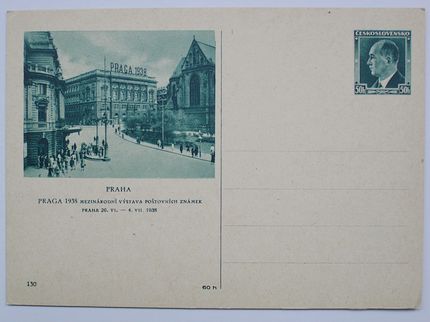 PRAGA 1938
ČESKOSLOVENSKO
50h 50h
PRAHA
PRAGA 1938 MEZINÁRODNÍ VÝSTAVA POŠTOVNÍCH ZNÁMEK
PRAHA 26. VI. — 4. VII. 1938
130
60 h